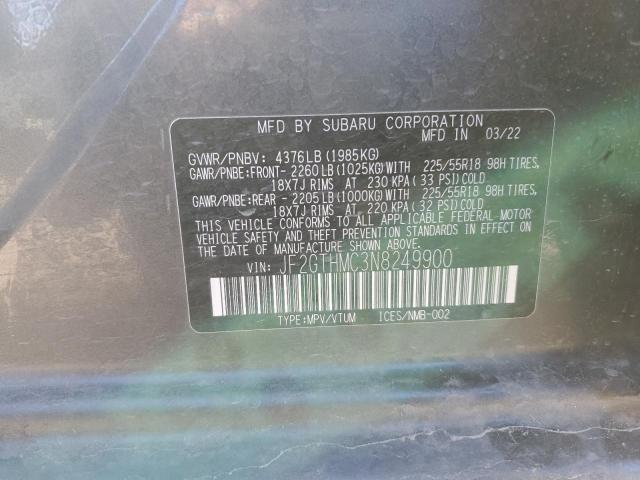 MFD BY SUBARU CORPORATION
MFD IN 03/22
GVWR/PNBV: 4376LB (1985KG)
GAWR/PNBE:FRONT- 2260LB (1025KG) WITH 225/55R18 98H TIRES,
18X7J RIMS AT 230 KPA (33 PSI) COLD
GAWR/PNBE:REAR - 2205LB (1000KG) WITH 225/55R18 98H TIRES,
18X7J RIMS AT 220 KPA (32 PSI) COLD
THIS VEHICLE CONFORMS TO ALL APPLICABLE FEDERAL MOTOR
VEHICLE SAFETY AND THEFT PREVENTION STANDARDS IN EFFECT ON
THE DATE OF MANUFACTURE SHOWN ABOVE.
VIN: JF2GTHMC3N8249900
TYPE:MPV/VTUM ICES/NMB-002